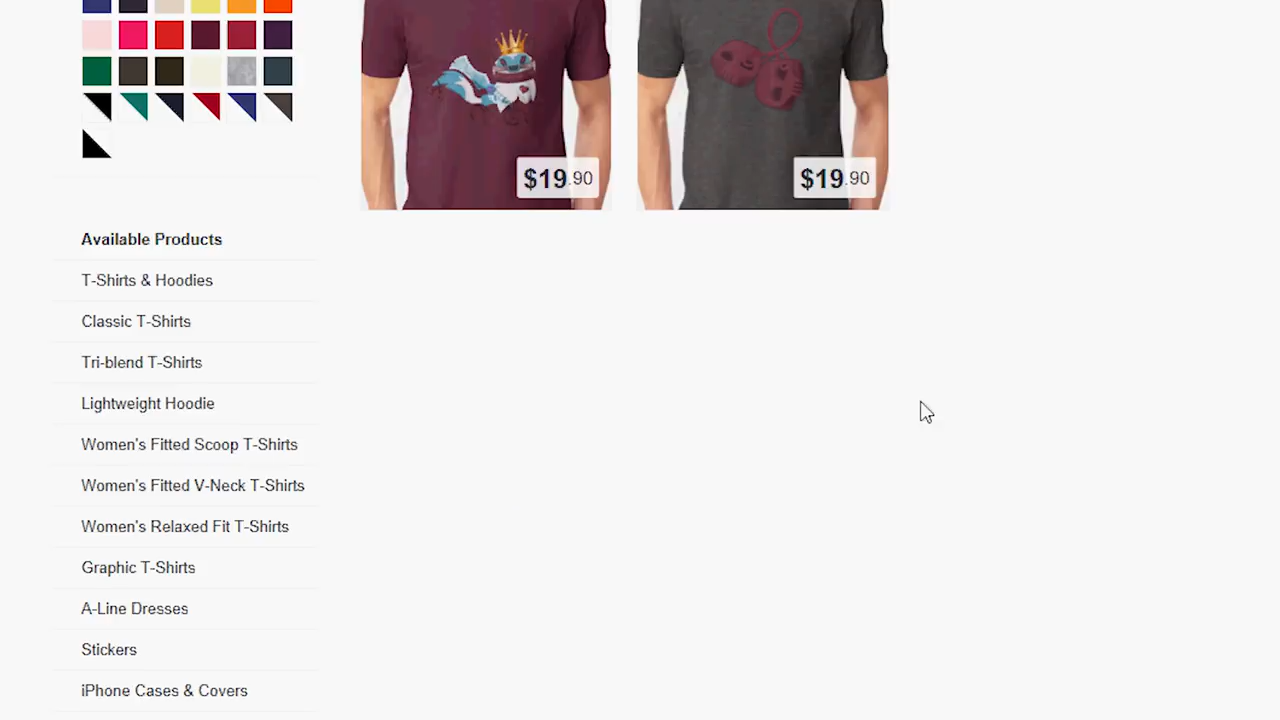 $19.90
$19.90
Available Products
T-Shirts & Hoodies
Classic T-Shirts
Tri-blend T-Shirts
Lightweight Hoodie
Women's Fitted Scoop T-Shirts
Women's Fitted V-Neck T-Shirts
Women's Relaxed Fit T-Shirts
Graphic T-Shirts
A-Line Dresses
Stickers
iPhone Cases & Covers